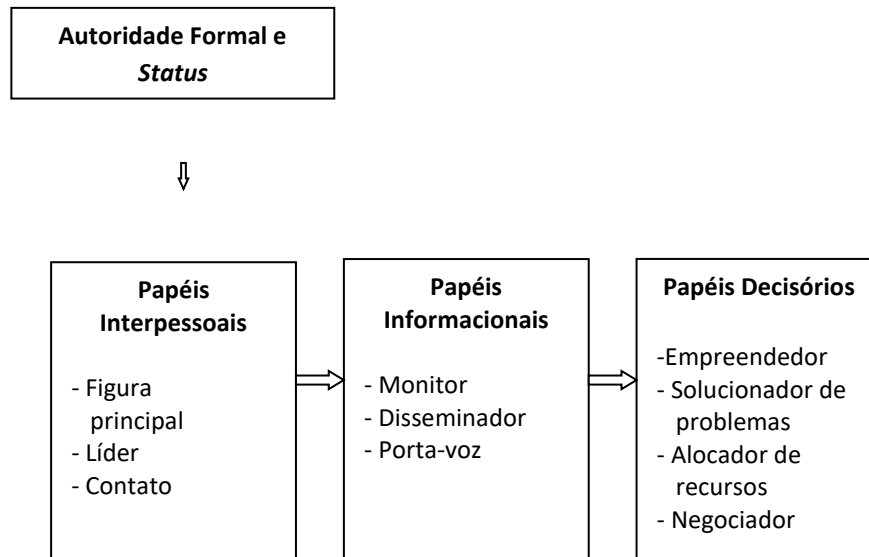 Autoridade Formal e
Status
Papéis
Interpessoais
- Figura
principal
- Líder
- Contato
Papéis
Informacionais
- Monitor
- Disseminador
- Porta-voz
Papéis Decisórios
-Empreendedor
- Solucionador de
problemas
- Alocador de
recursos
- Negociador